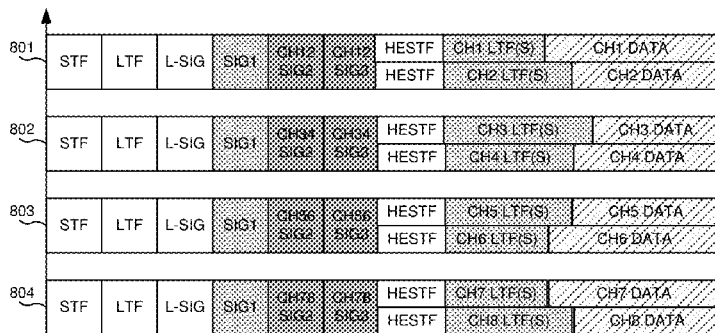 801
STF LTF L-SIG SIG1 CH12 SIG2 CH12 SIG3 HESTF CH1 LTF(S) CH1 DATA
HESTF CH2 LTF(S) CH2 DATA
802
STF LTF L-SIG SIG1 CH34 SIG2 CH34 SIG3 HESTF CH3 LTF(S) CH3 DATA
HESTF CH4 LTF(S) CH4 DATA
803
STF LTF L-SIG SIG1 CH56 SIG2 CH56 SIG3 HESTF CH5 LTF(S) CH5 DATA
HESTF CH6 LTF(S) CH6 DATA
804
STF LTF L-SIG SIG1 CH78 SIG2 CH78 SIG3 HESTF CH7 LTF(S) CH7 DATA
HESTF CH8 LTF(S) CH8 DATA